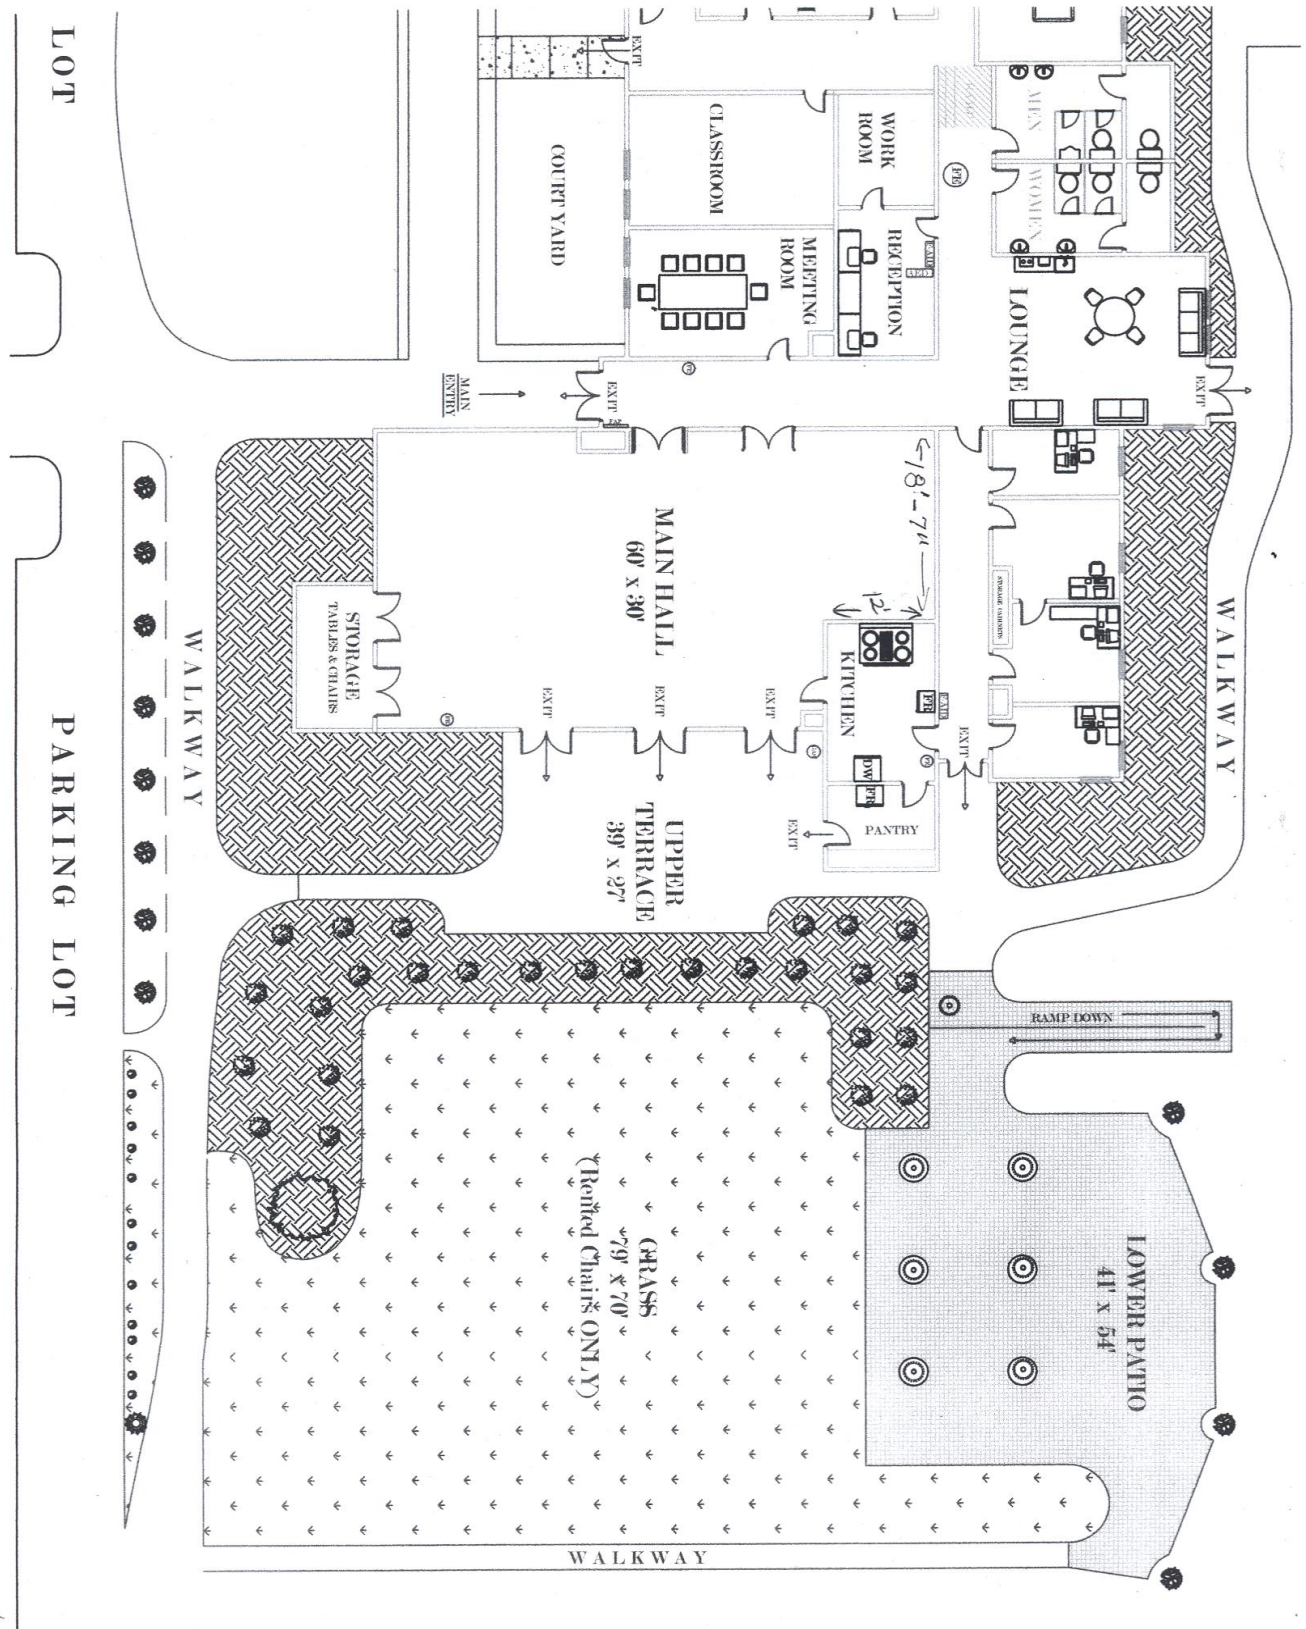 LOT
EXIT
CLASSROOM
WORK
ROOM
MEN
WOMEN
COURT YARD
MEETING
ROOM
RECEPTION
AED
LOUNGE
MAIN
ENTRY
EXIT
EXIT
18'-7"
12'
MAIN HALL
60' x 30'
STORAGE
TABLES & CHAIRS
STORAGE CABINETS
KITCHEN
FR
DW
FR
PANTRY
EXIT
EXIT
EXIT
EXIT
EXIT
WALKWAY
WALKWAY
PARKING LOT
UPPER
TERRACE
39' x 27'
RAMP DOWN
GRASS
79' x 70'
(Rented Chairs ONLY)
LOWER PATIO
41' x 54'
WALKWAY